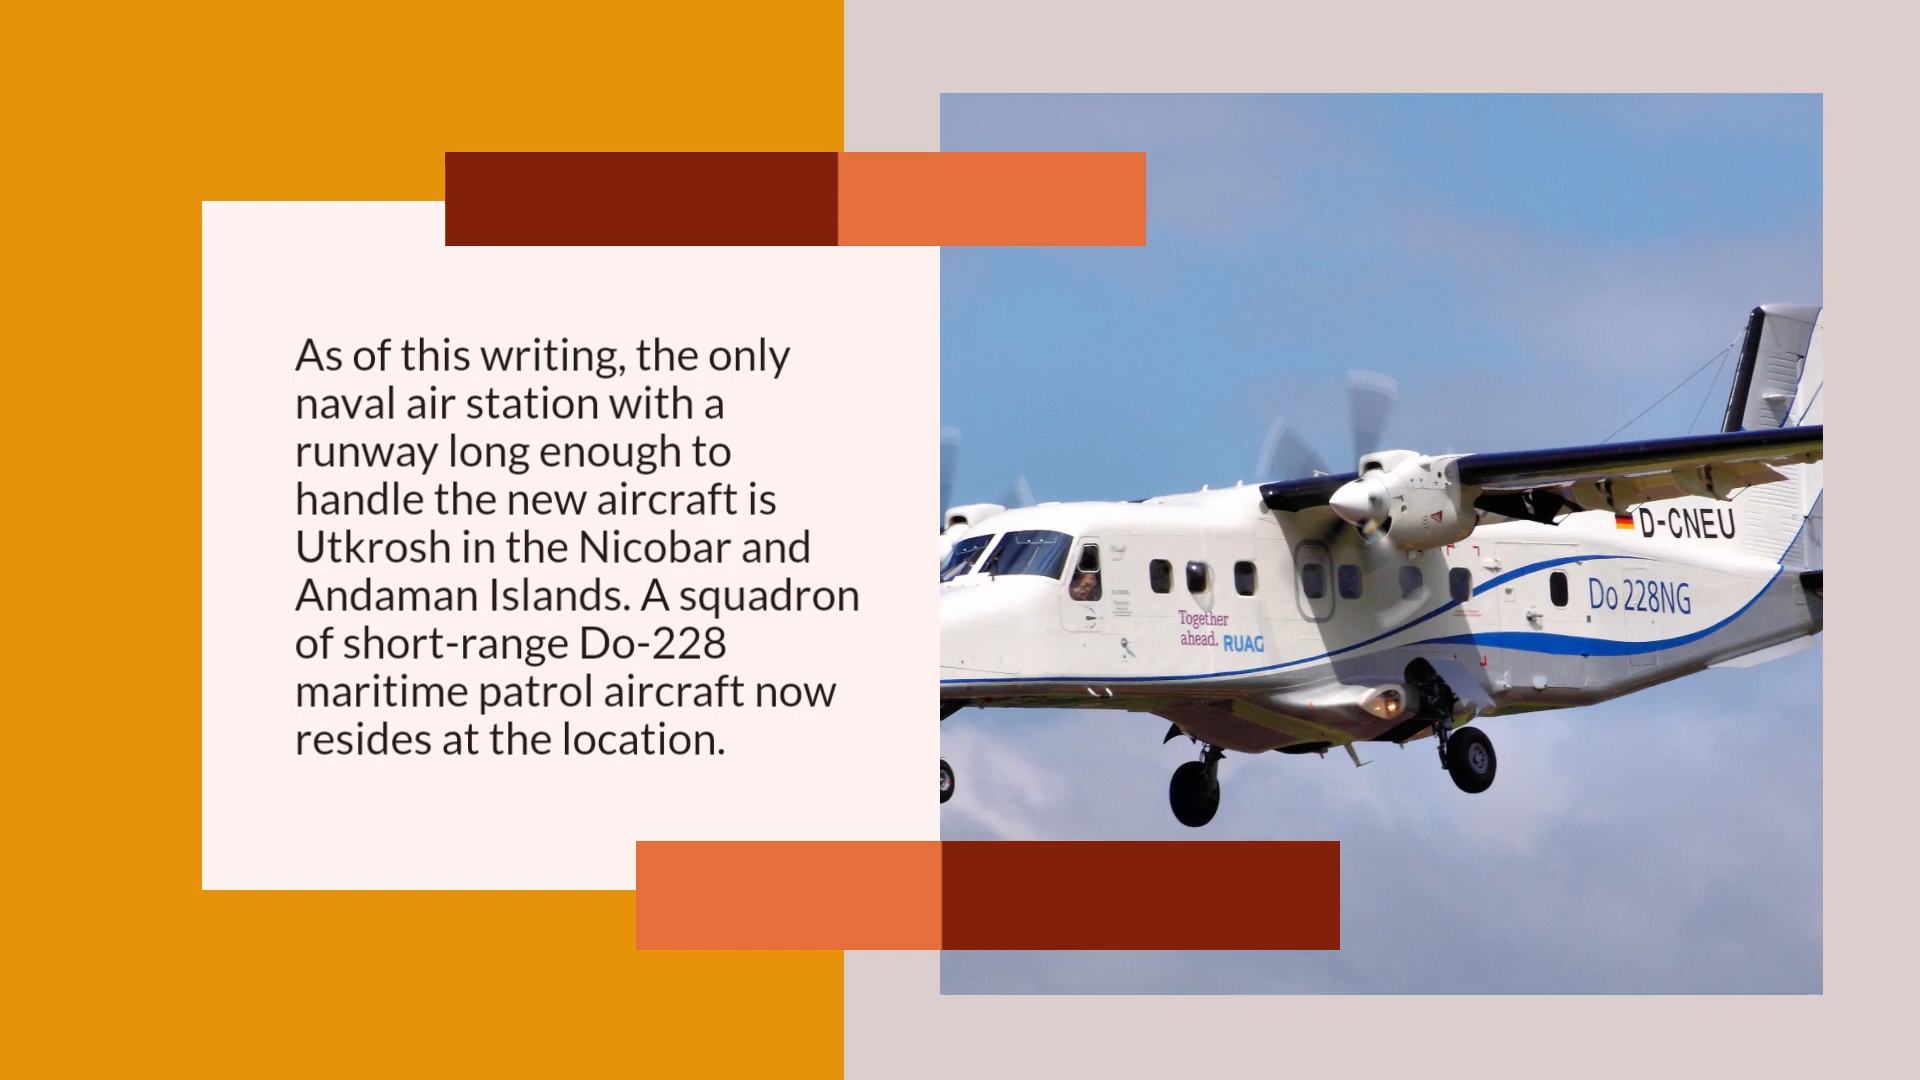 As of this writing, the only
naval air station with a
runway long enough to
handle the new aircraft is
Utkrosh in the Nicobar and
Andaman Islands. A squadron
of short-range Do-228
maritime patrol aircraft now
resides at the location.
D-CNEU
Do 228NG
Together
ahead. RUAG